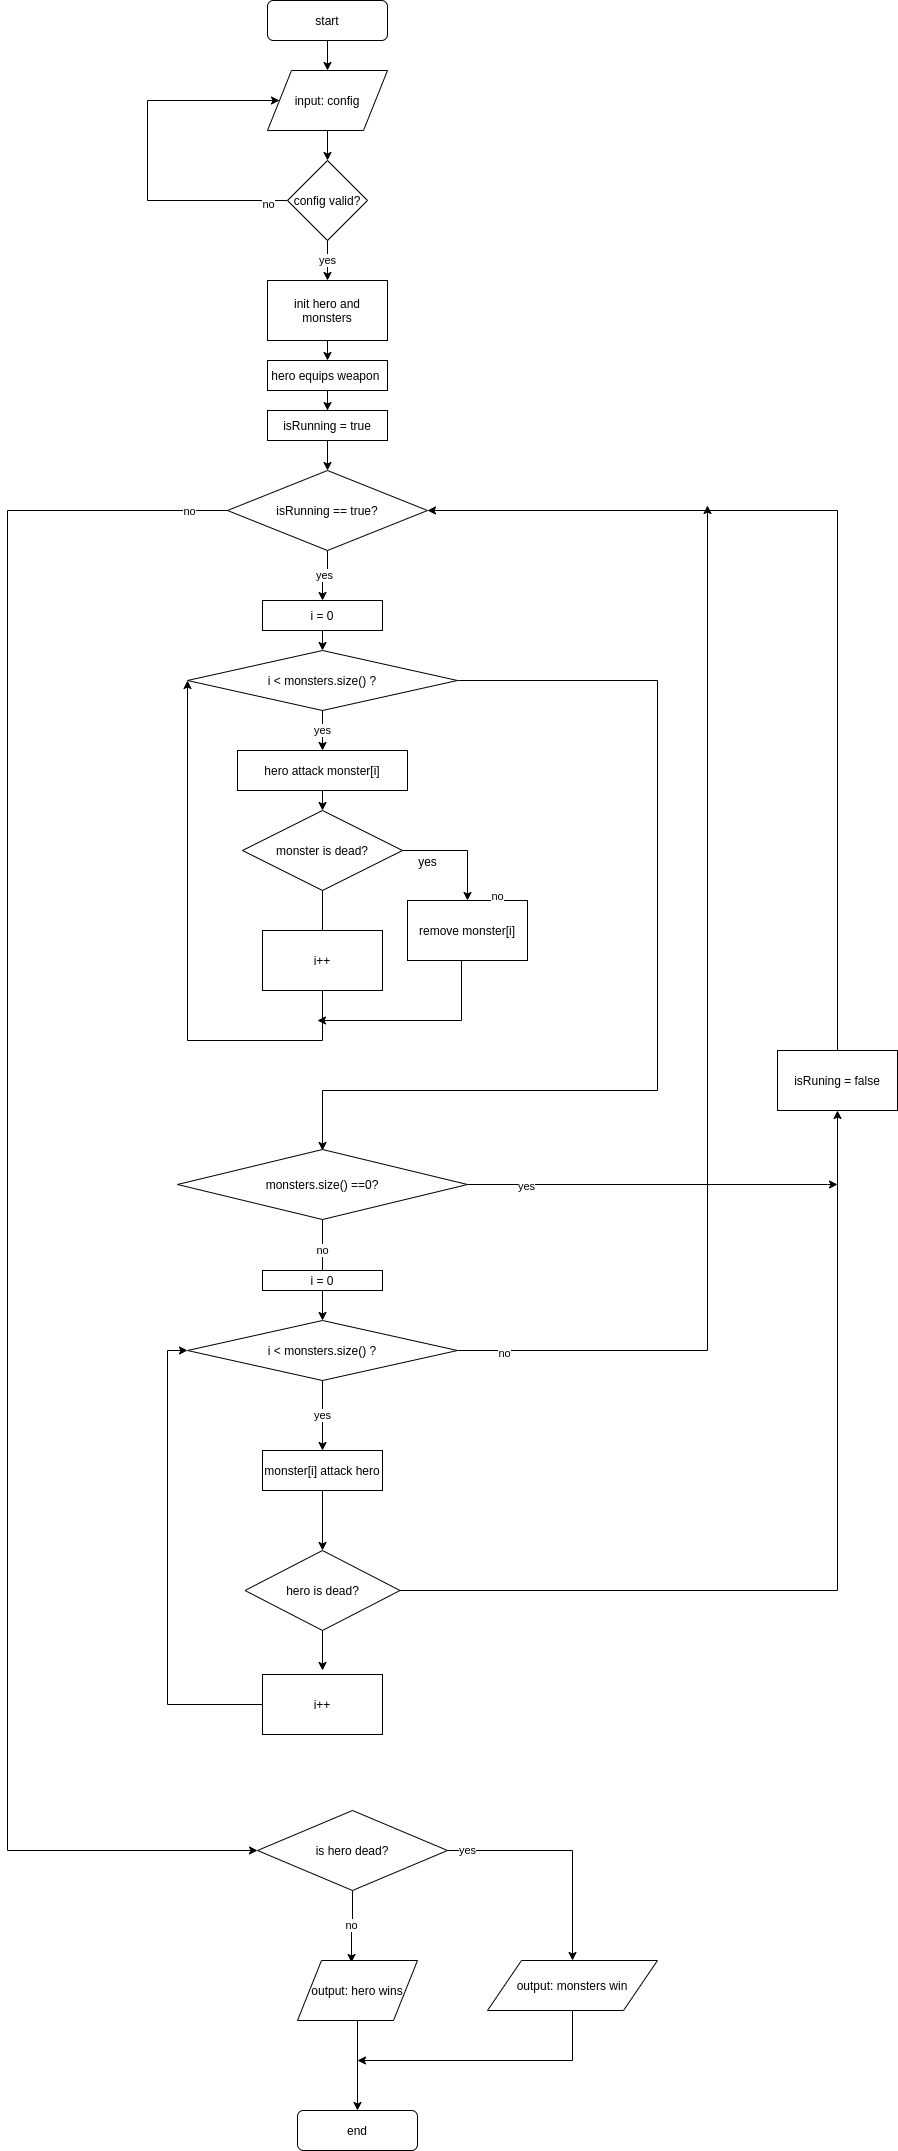 start
input: config
config valid?
no
yes
init hero and
monsters
hero equips weapon
isRunning = true
isRunning == true?
no
yes
i = 0
i < monsters.size() ?
yes
hero attack monster[i]
monster is dead?
yes
no
remove monster[i]
i++
isRuning = false
monsters.size() ==0?
yes
no
i = 0
i < monsters.size() ?
no
yes
monster[i] attack hero
hero is dead?
i++
is hero dead?
yes
no
output: hero wins
output: monsters win
end